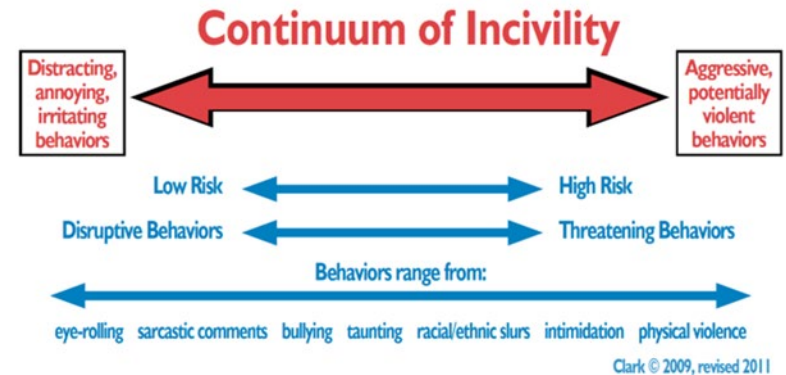 Continuum of Incivility
Distracting,
annoying,
irritating
behaviors
Aggressive,
potentially
violent
behaviors
Low Risk High Risk
Disruptive Behaviors Threatening Behaviors
Behaviors range from:
eye-rolling sarcastic comments bullying taunting racial/ethnic slurs intimidation physical violence
Clark © 2009, revised 2011